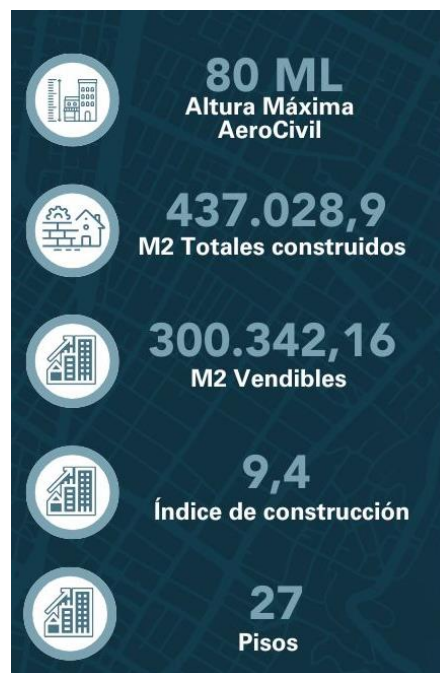 80 ML
Altura Máxima
AeroCivil
437.028,9
M2 Totales construidos
300.342,16
M2 Vendibles
9,4
Índice de construcción
27
Pisos